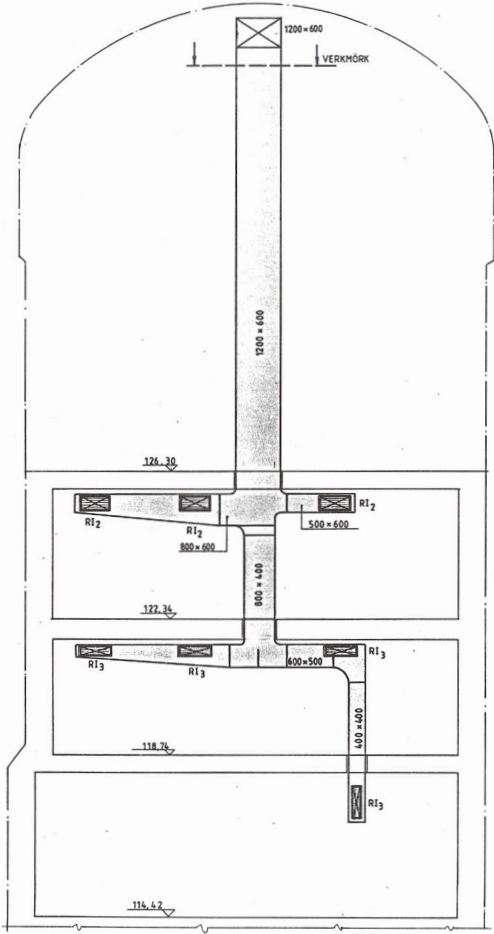 1200×600
VERKMÖRK
1200 × 600
126.30
RI2
RI2
RI2
800×600
500×600
800 × 400
122,34
RI3
RI3
600×500
RI3
400×400
118,74
RI3
114,42